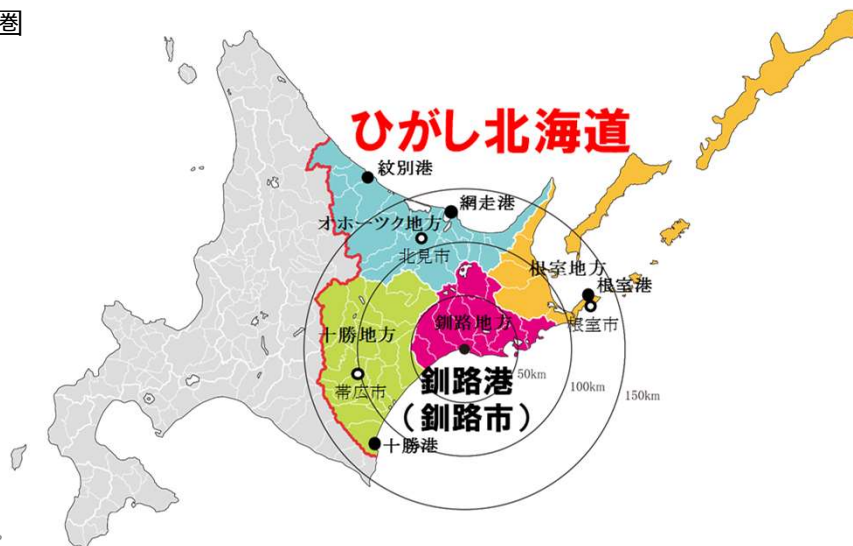 圏
ひがし北海道
紋別港
網走港
オホーツク地方
北見市
根室地方
根室港
根室市
釧路地方
十勝地方
帯広市
釧路港
（釧路市）
十勝港
50km
100km
150km